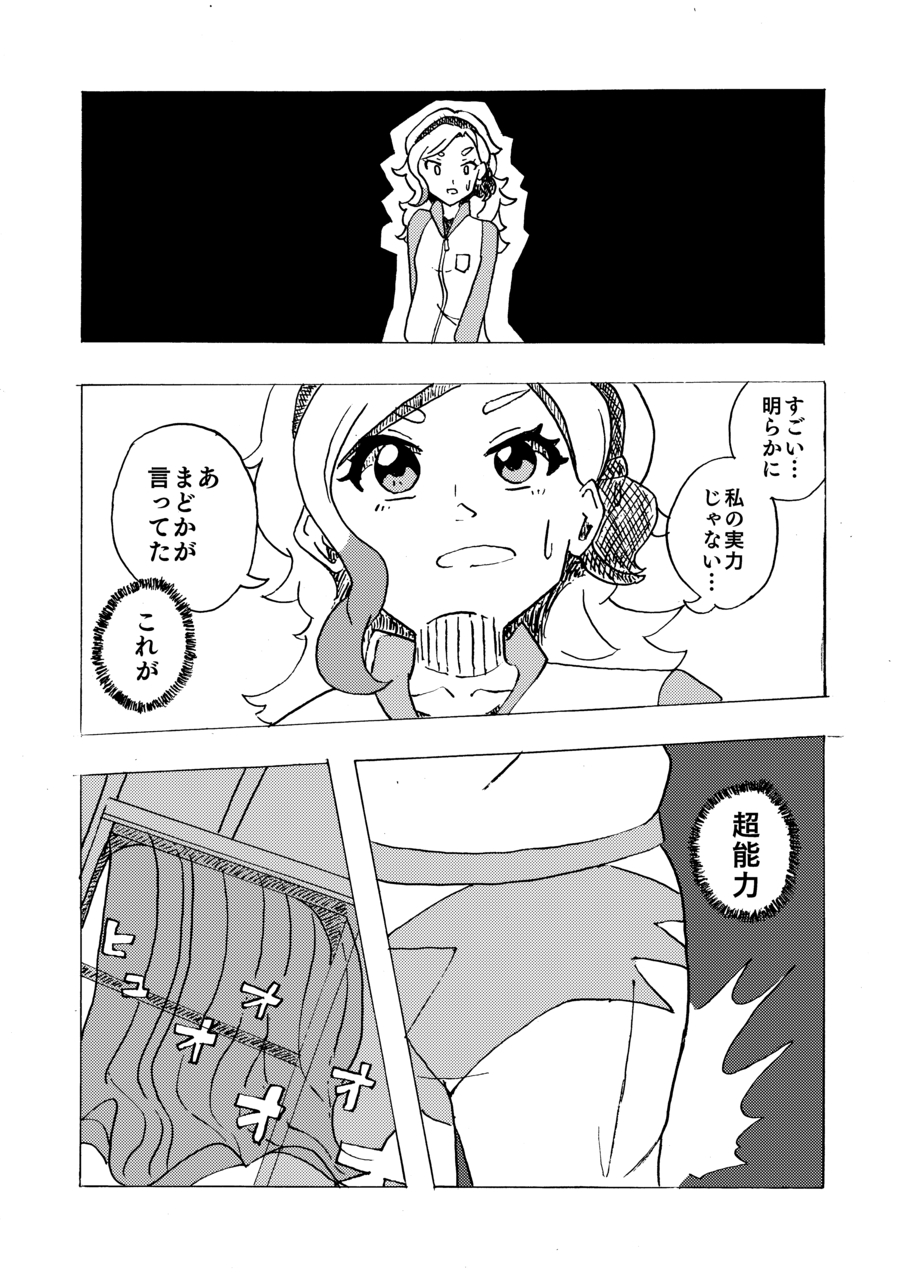 すごい…
明らかに
私の実力
じゃない…
あ
まどかが
言ってた
これが
超能力
ヒュオオオオオ